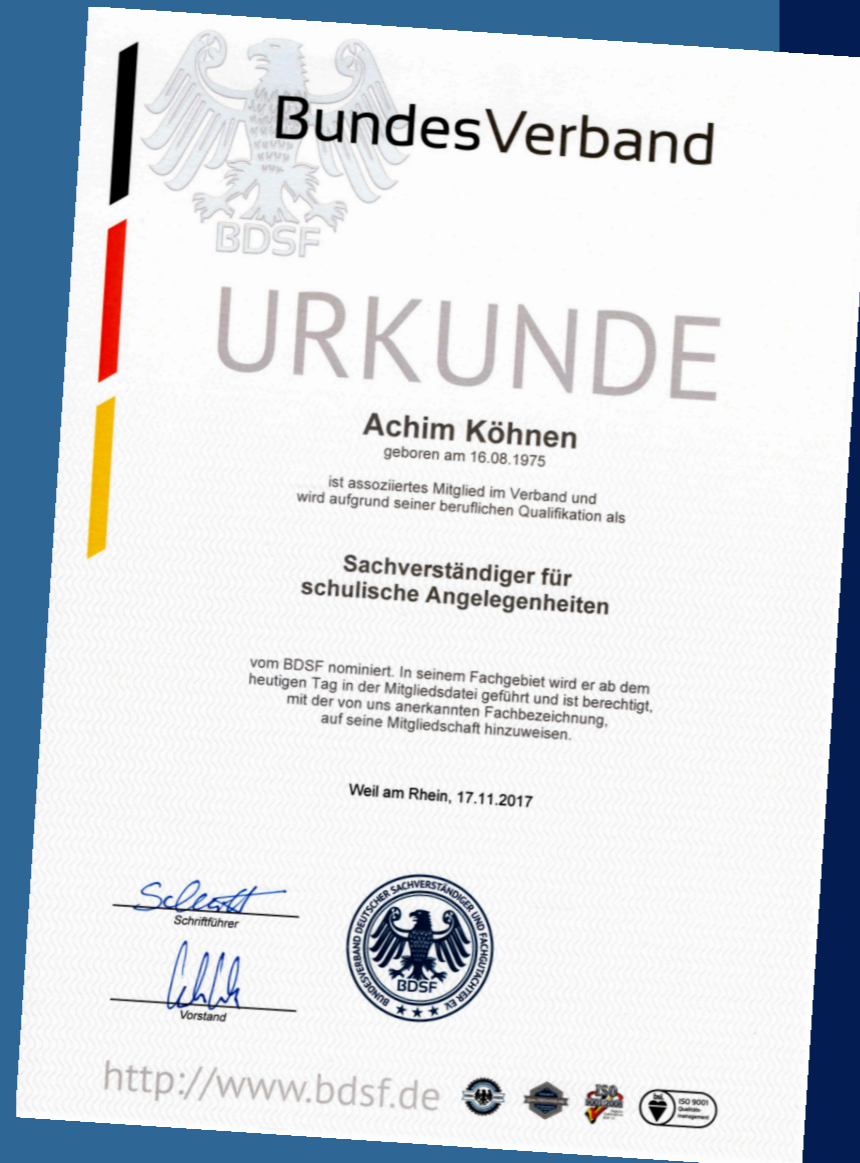 BundesVerband
BDSF
URKUNDE
Achim Köhnen
geboren am 16.08.1975
ist assoziiertes Mitglied im Verband und
wird aufgrund seiner beruflichen Qualifikation als
Sachverständiger für
schulische Angelegenheiten
vom BDSF nominiert. In seinem Fachgebiet wird er ab dem
heutigen Tag in der Mitgliedsdatei geführt und ist berechtigt,
mit der von uns anerkannten Fachbezeichnung,
auf seine Mitgliedschaft hinzuweisen.
Weil am Rhein, 17.11.2017
Schriftführer
Vorstand
BUNDESVERBAND DEUTSCHER SACHVERSTÄNDIGER UND FACHGUTACHTER EV.
BDSF
http://www.bdsf.de
ISO
bsi.
ISO 9001
Qualitäts-
management